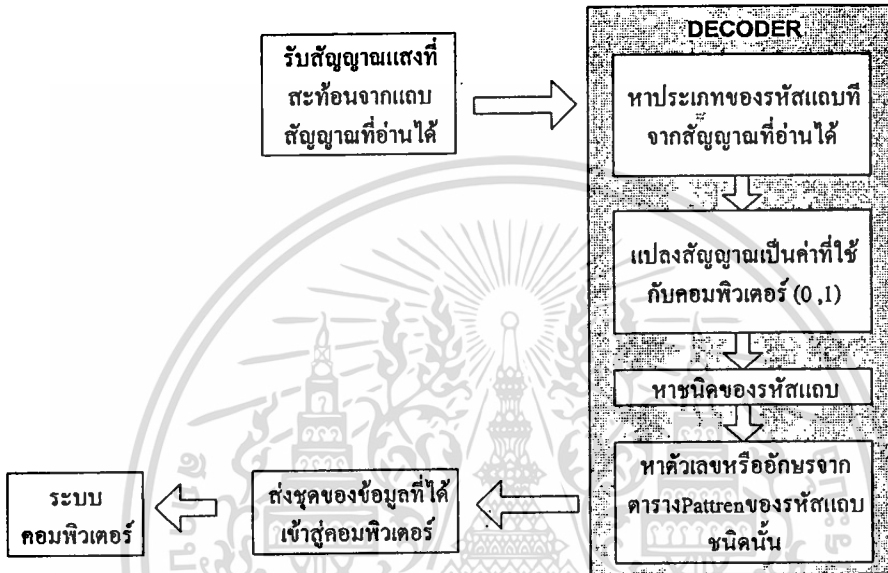 รับสัญญาณแสงที่
สะท้อนจากแถบ
สัญญาณที่อ่านได้
DECODER
หาประเภทของรหัสแถบที่
จากสัญญาณที่อ่านได้
แปลงสัญญาณเป็นค่าที่ใช้
กับคอมพิวเตอร์ (0 ,1)
หาชนิดของรหัสแถบ
หาตัวเลขหรืออักษรจาก
ตารางPattrenของรหัสแถบ
ชนิดนั้น
ส่งชุดของข้อมูลที่ได้
เข้าสู่คอมพิวเตอร์
ระบบ
คอมพิวเตอร์